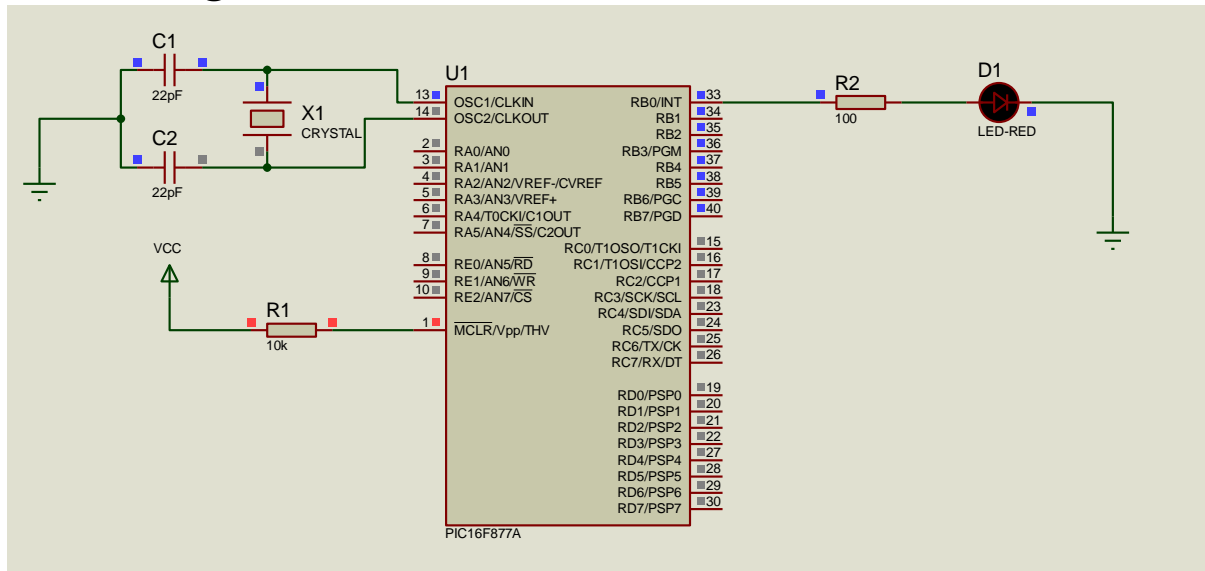 C1
22pF
C2
22pF
X1
CRYSTAL
VCC
R1
10k
U1
13 OSC1/CLKIN
14 OSC2/CLKOUT
2 RA0/AN0
3 RA1/AN1
4 RA2/AN2/VREF-/CVREF
5 RA3/AN3/VREF+
6 RA4/T0CKI/C1OUT
7 RA5/AN4/SS/C2OUT
8 RE0/AN5/RD
9 RE1/AN6/WR
10 RE2/AN7/CS
1 MCLR/Vpp/THV
RB0/INT 33
RB1 34
RB2 35
RB3/PGM 36
RB4 37
RB5 38
RB6/PGC 39
RB7/PGD 40
RC0/T1OSO/T1CKI 15
RC1/T1OSI/CCP2 16
RC2/CCP1 17
RC3/SCK/SCL 18
RC4/SDI/SDA 23
RC5/SDO 24
RC6/TX/CK 25
RC7/RX/DT 26
RD0/PSP0 19
RD1/PSP1 20
RD2/PSP2 21
RD3/PSP3 22
RD4/PSP4 27
RD5/PSP5 28
RD6/PSP6 29
RD7/PSP7 30
PIC16F877A
R2
100
D1
LED-RED